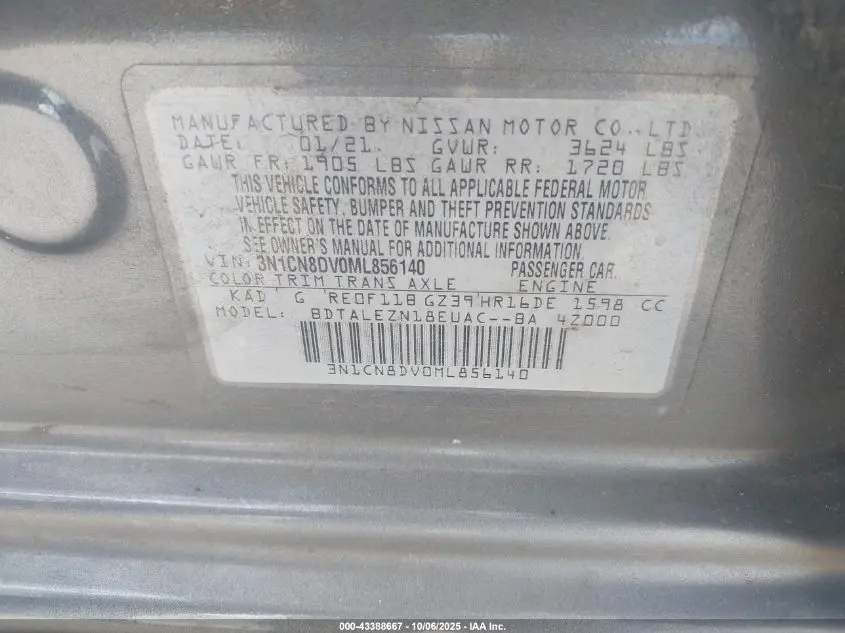 MANUFACTURED BY NISSAN MOTOR CO., LTD.
DATE: 01/21. GVWR: 3624 LBS
GAWR FR: 1905 LBS GAWR RR: 1720 LBS
THIS VEHICLE CONFORMS TO ALL APPLICABLE FEDERAL MOTOR
VEHICLE SAFETY, BUMPER AND THEFT PREVENTION STANDARDS
IN EFFECT ON THE DATE OF MANUFACTURE SHOWN ABOVE.
SEE OWNER'S MANUAL FOR ADDITIONAL INFORMATION.
VIN: 3N1CN8DV0ML856140 PASSENGER CAR
COLOR TRIM TRANS AXLE ENGINE
KAD G RE0F11B GZ39 HR16DE 1598 CC
MODEL: BDTALEZN18EUAC--BA 4Z000
3N1CN8DV0ML856140
000-43388667 - 10/06/2025 - IAA Inc.